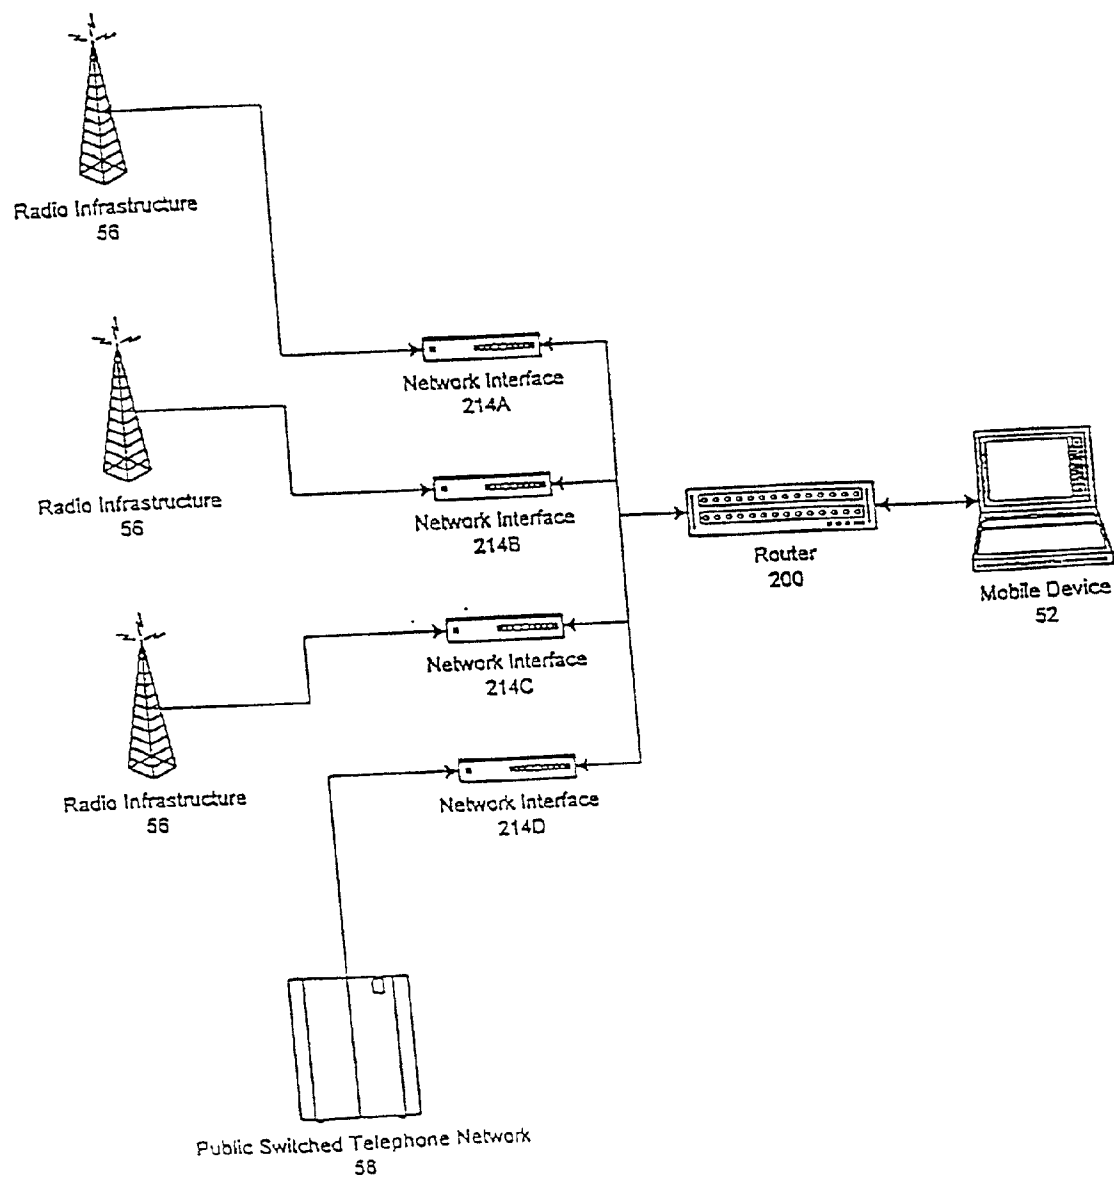 Radio Infrastructure
56
Network Interface
214A
Radio Infrastructure
56
Network Interface
214B
Router
200
Mobile Device
52
Network Interface
214C
Radio Infrastructure
56
Network Interface
214D
Public Switched Telephone Network
58